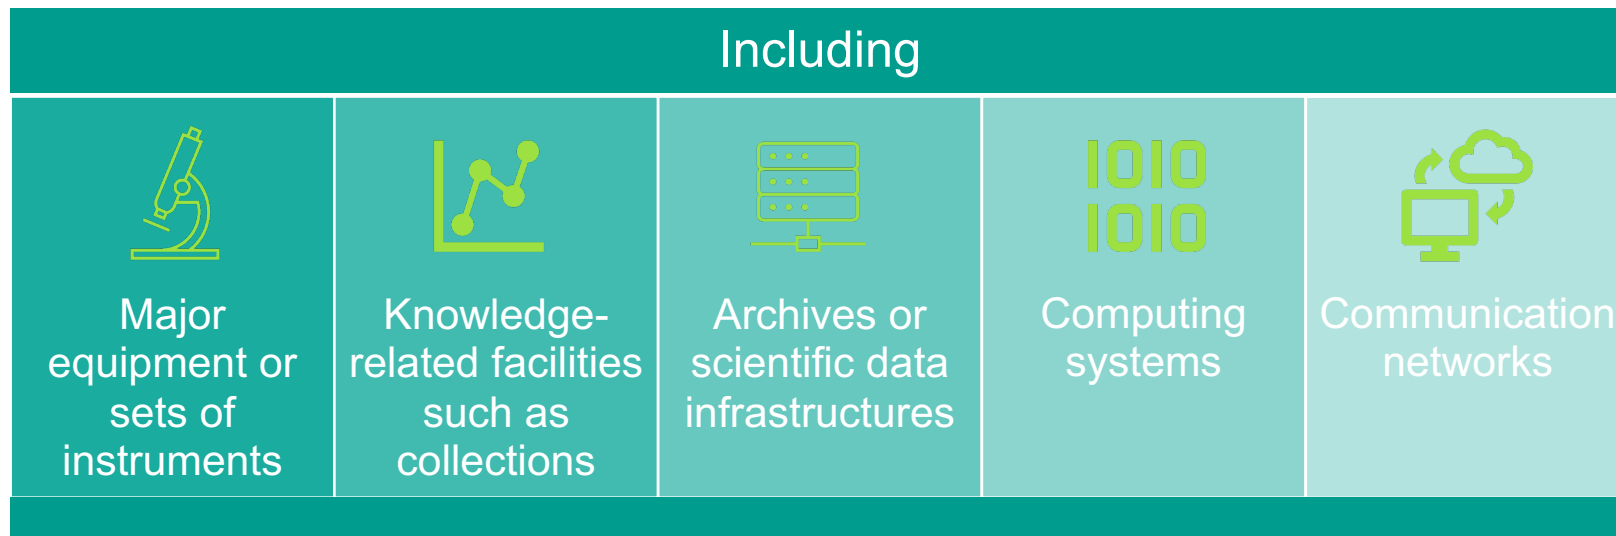 Including
1010
1010
Major
equipment or
sets of
instruments
Knowledge-
related facilities
such as
collections
Archives or
scientific data
infrastructures
Computing
systems
Communication
networks